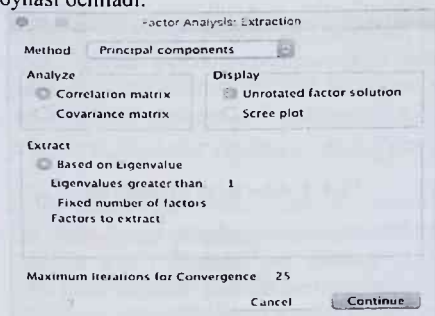 oynasi ochiladi.
Factor Analysis: Extraction
Method Principal components
Analyze Display
Correlation matrix Unrotated factor solution
Covariance matrix Scree plot
Extract
Based on Eigenvalue
Eigenvalues greater than 1
Fixed number of factors
Factors to extract
Maximum Iterations for Convergence 25
? Cancel Continue